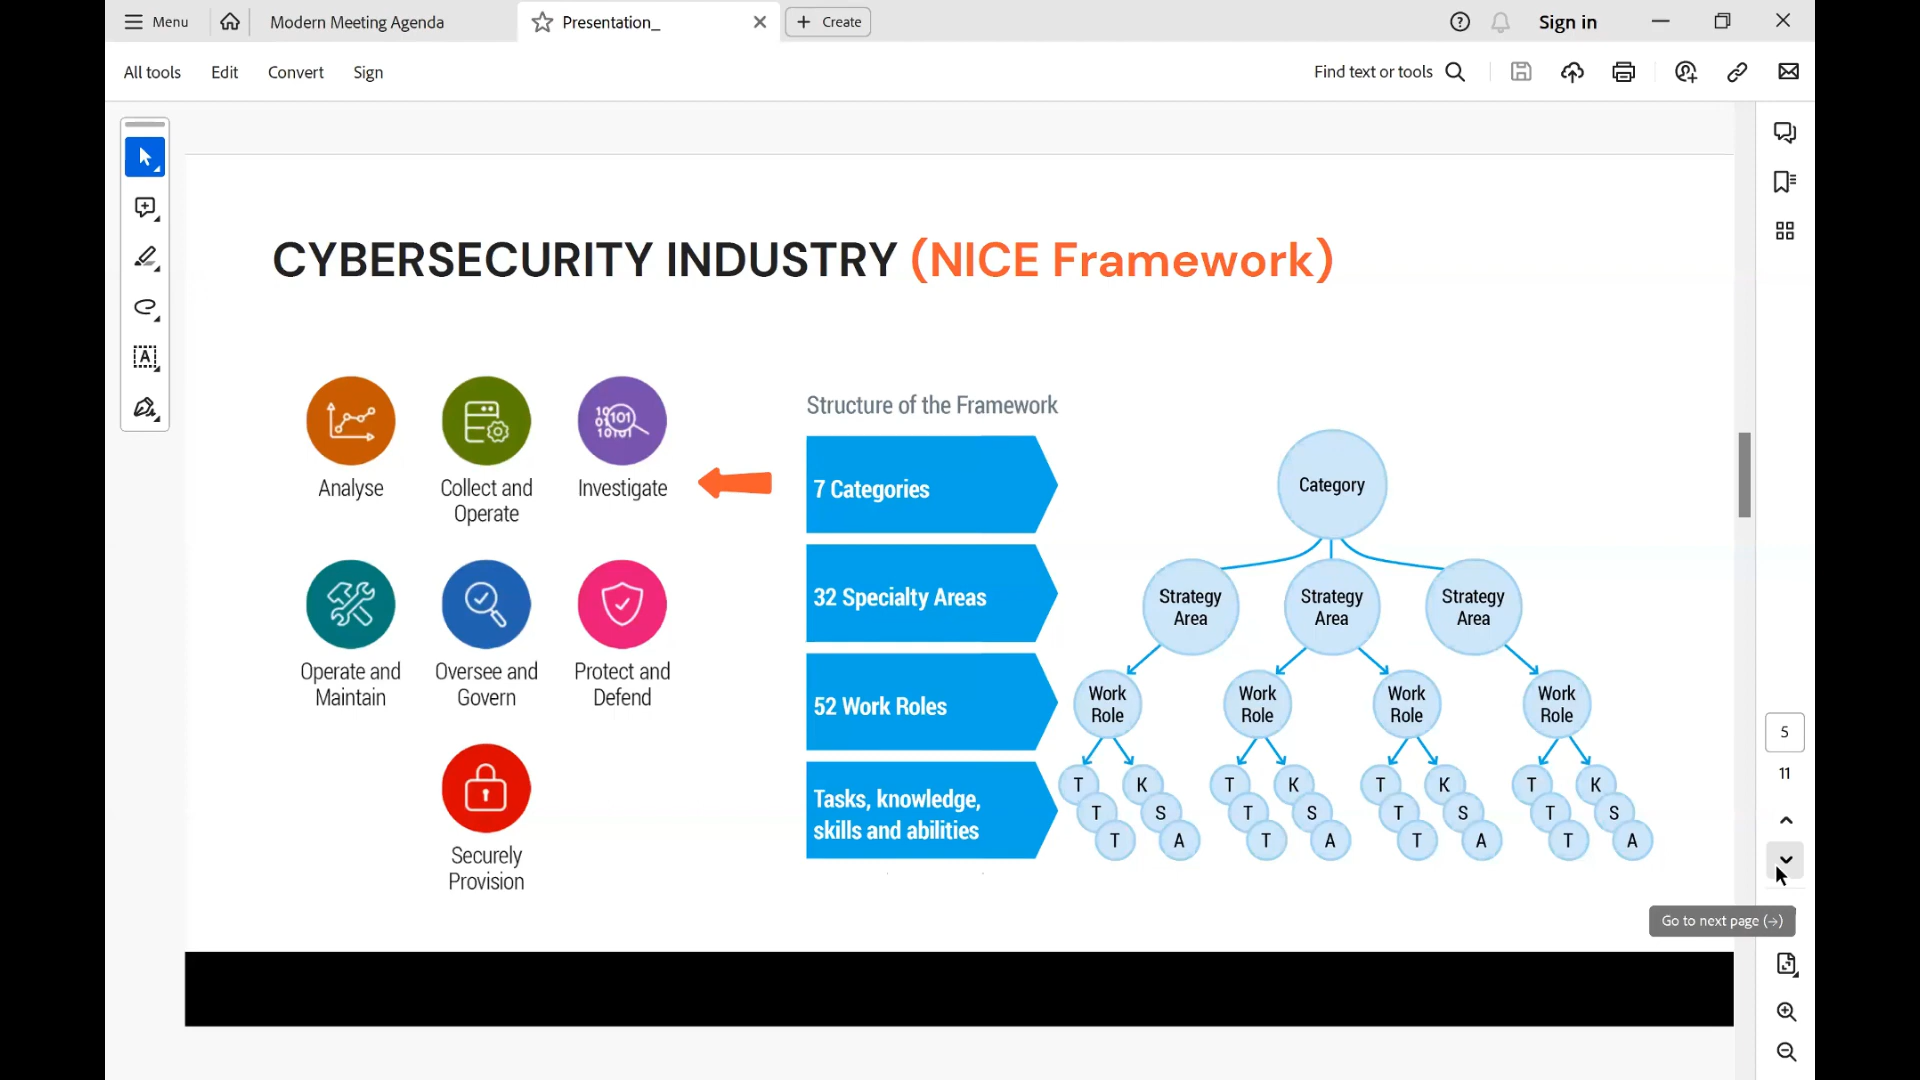 Menu
Modern Meeting Agenda
Presentation_
Create
Sign in
All tools
Edit
Convert
Sign
Find text or tools
CYBERSECURITY INDUSTRY (NICE Framework)
Analyse
Collect and
Operate
Investigate
Operate and
Maintain
Oversee and
Govern
Protect and
Defend
Securely
Provision
Structure of the Framework
7 Categories
32 Specialty Areas
52 Work Roles
Tasks, knowledge,
skills and abilities
Category
Strategy
Area
Strategy
Area
Strategy
Area
Work
Role
Work
Role
Work
Role
Work
Role
T K T K T K T K
T S T S T S T S
T A T A T A T A
5
11
Go to next page (→)